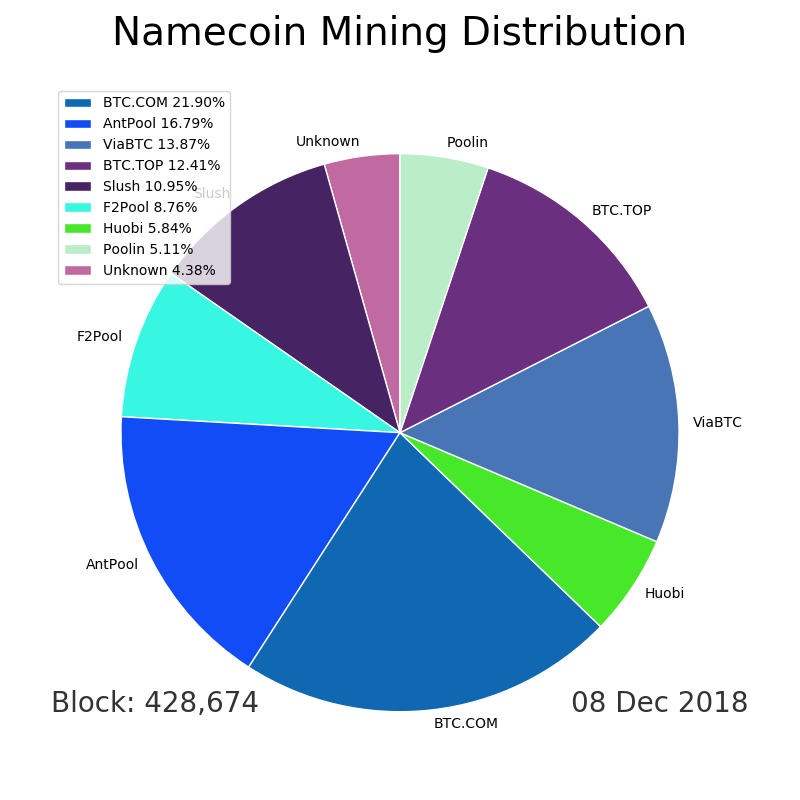 Namecoin Mining Distribution
BTC.COM 21.90%
AntPool 16.79%
ViaBTC 13.87%
BTC.TOP 12.41%
Slush 10.95%
F2Pool 8.76%
Huobi 5.84%
Poolin 5.11%
Unknown 4.38%
Unknown
Poolin
Slush
BTC.TOP
F2Pool
ViaBTC
AntPool
Huobi
BTC.COM
Block: 428,674
08 Dec 2018